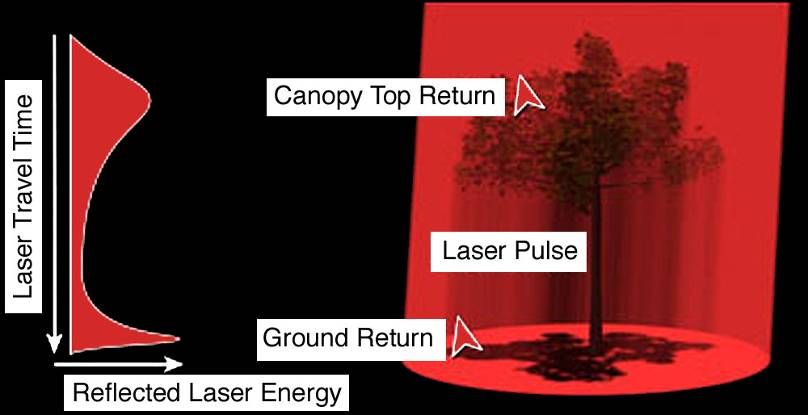 Laser Travel Time
Canopy Top Return
Laser Pulse
Ground Return
Reflected Laser Energy